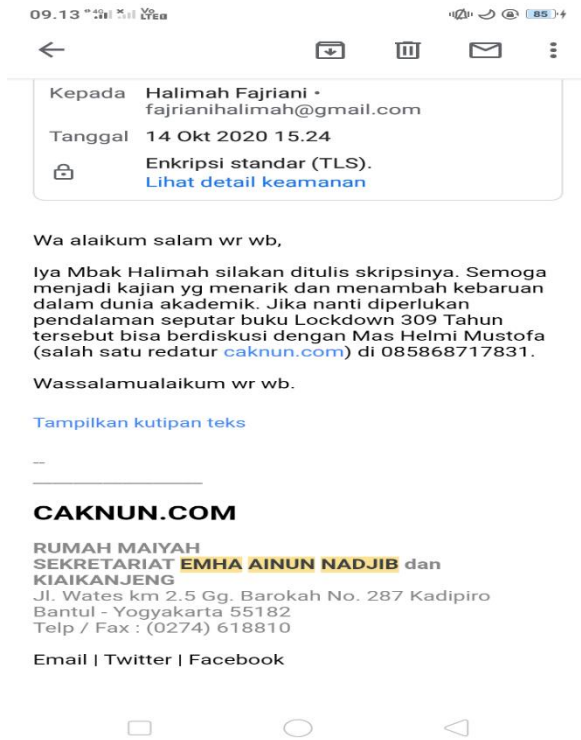 09.13
85
Kepada Halimah Fajriani •
fajrianihalimah@gmail.com
Tanggal 14 Okt 2020 15.24
Enkripsi standar (TLS).
Lihat detail keamanan
Wa alaikum salam wr wb,
Iya Mbak Halimah silakan ditulis skripsinya. Semoga
menjadi kajian yg menarik dan menambah kebaruan
dalam dunia akademik. Jika nanti diperlukan
pendalaman seputar buku Lockdown 309 Tahun
tersebut bisa berdiskusi dengan Mas Helmi Mustofa
(salah satu redatur caknun.com) di 085868717831.
Wassalamualaikum wr wb.
Tampilkan kutipan teks
--
CAKNUN.COM
RUMAH MAIYAH
SEKRETARIAT EMHA AINUN NADJIB dan
KIAIKANJENG
Jl. Wates km 2.5 Gg. Barokah No. 287 Kadipiro
Bantul - Yogyakarta 55182
Telp / Fax : (0274) 618810
Email | Twitter | Facebook